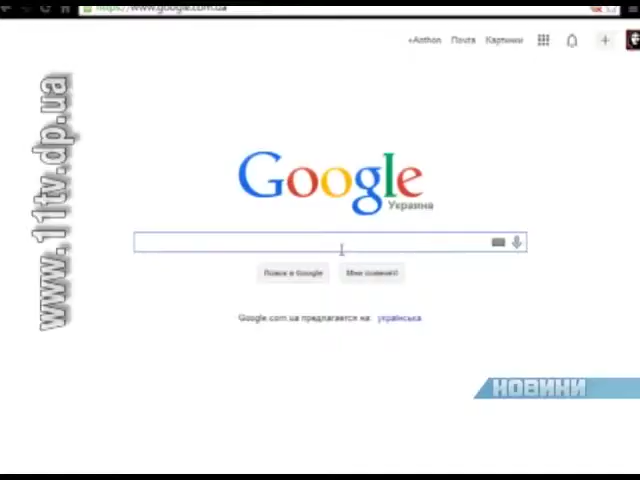 https://www.google.com.ua
+Anthon Почта Картинки
Google
Украина
Поиск в Google Мне повезёт!
Google.com.ua предлагается на: українська
www.11tv.dp.ua
НОВИНИ